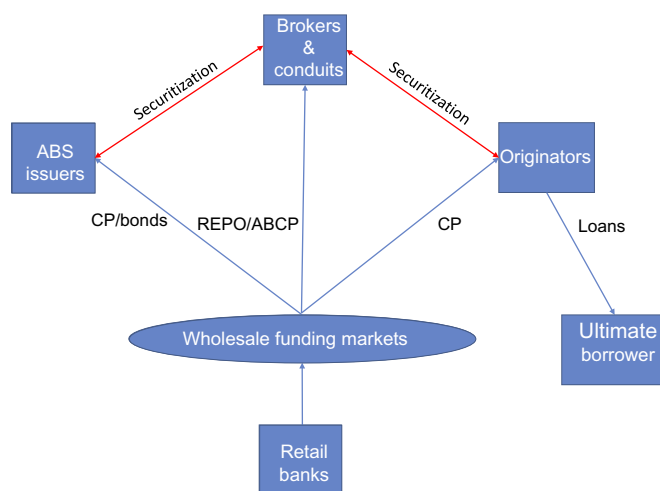 Brokers
&
conduits
Securitization
Securitization
ABS
issuers
Originators
CP/bonds
REPO/ABCP
CP
Loans
Wholesale funding markets
Ultimate
borrower
Retail
banks